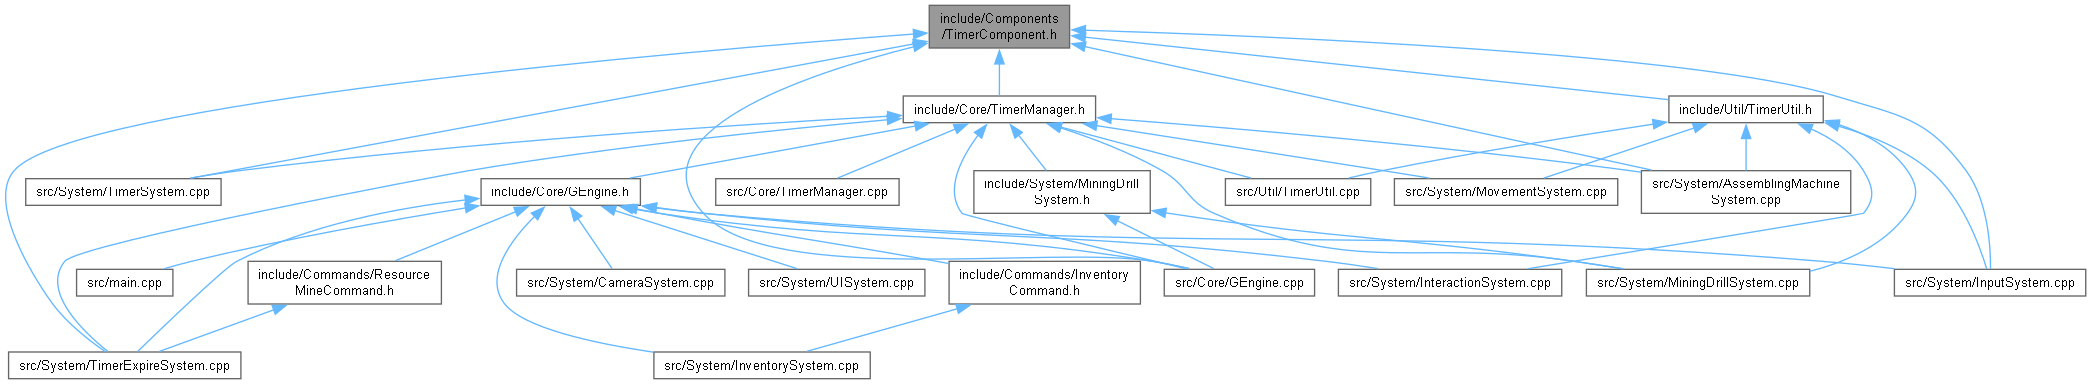 include/Components
/TimerComponent.h
include/Core/TimerManager.h
include/Util/TimerUtil.h
src/System/TimerSystem.cpp
include/Core/GEngine.h
src/Core/TimerManager.cpp
include/System/MiningDrill
System.h
src/Util/TimerUtil.cpp
src/System/MovementSystem.cpp
src/System/AssemblingMachine
System.cpp
src/main.cpp
include/Commands/Resource
MineCommand.h
src/System/CameraSystem.cpp
src/System/UISystem.cpp
include/Commands/Inventory
Command.h
src/Core/GEngine.cpp
src/System/InteractionSystem.cpp
src/System/MiningDrillSystem.cpp
src/System/InputSystem.cpp
src/System/TimerExpireSystem.cpp
src/System/InventorySystem.cpp